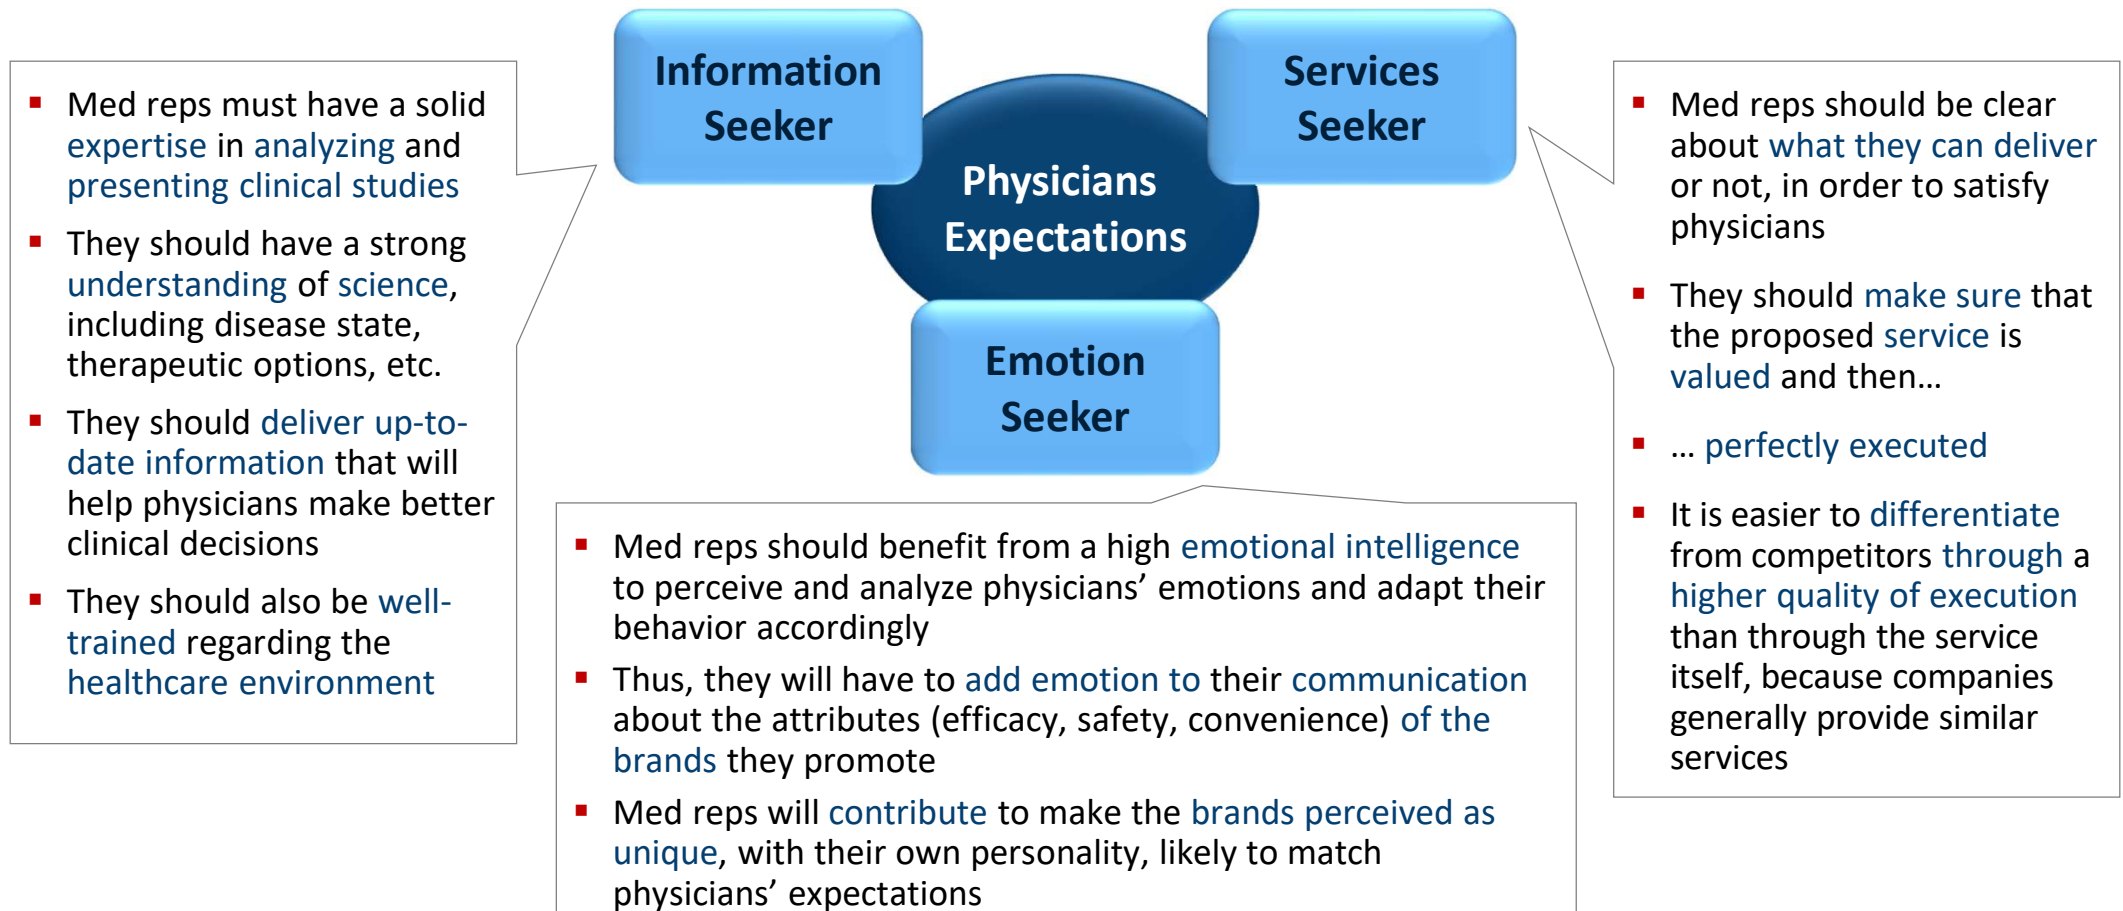 Information
Seeker
Services
Seeker
Physicians
Expectations
Emotion
Seeker
▪ Med reps must have a solid
expertise in analyzing and
presenting clinical studies
▪ They should have a strong
understanding of science,
including disease state,
therapeutic options, etc.
▪ They should deliver up-to-
date information that will
help physicians make better
clinical decisions
▪ They should also be well-
trained regarding the
healthcare environment
▪ Med reps should benefit from a high emotional intelligence
to perceive and analyze physicians’ emotions and adapt their
behavior accordingly
▪ Thus, they will have to add emotion to their communication
about the attributes (efficacy, safety, convenience) of the
brands they promote
▪ Med reps will contribute to make the brands perceived as
unique, with their own personality, likely to match
physicians’ expectations
▪ Med reps should be clear
about what they can deliver
or not, in order to satisfy
physicians
▪ They should make sure that
the proposed service is
valued and then…
▪ … perfectly executed
▪ It is easier to differentiate
from competitors through a
higher quality of execution
than through the service
itself, because companies
generally provide similar
services